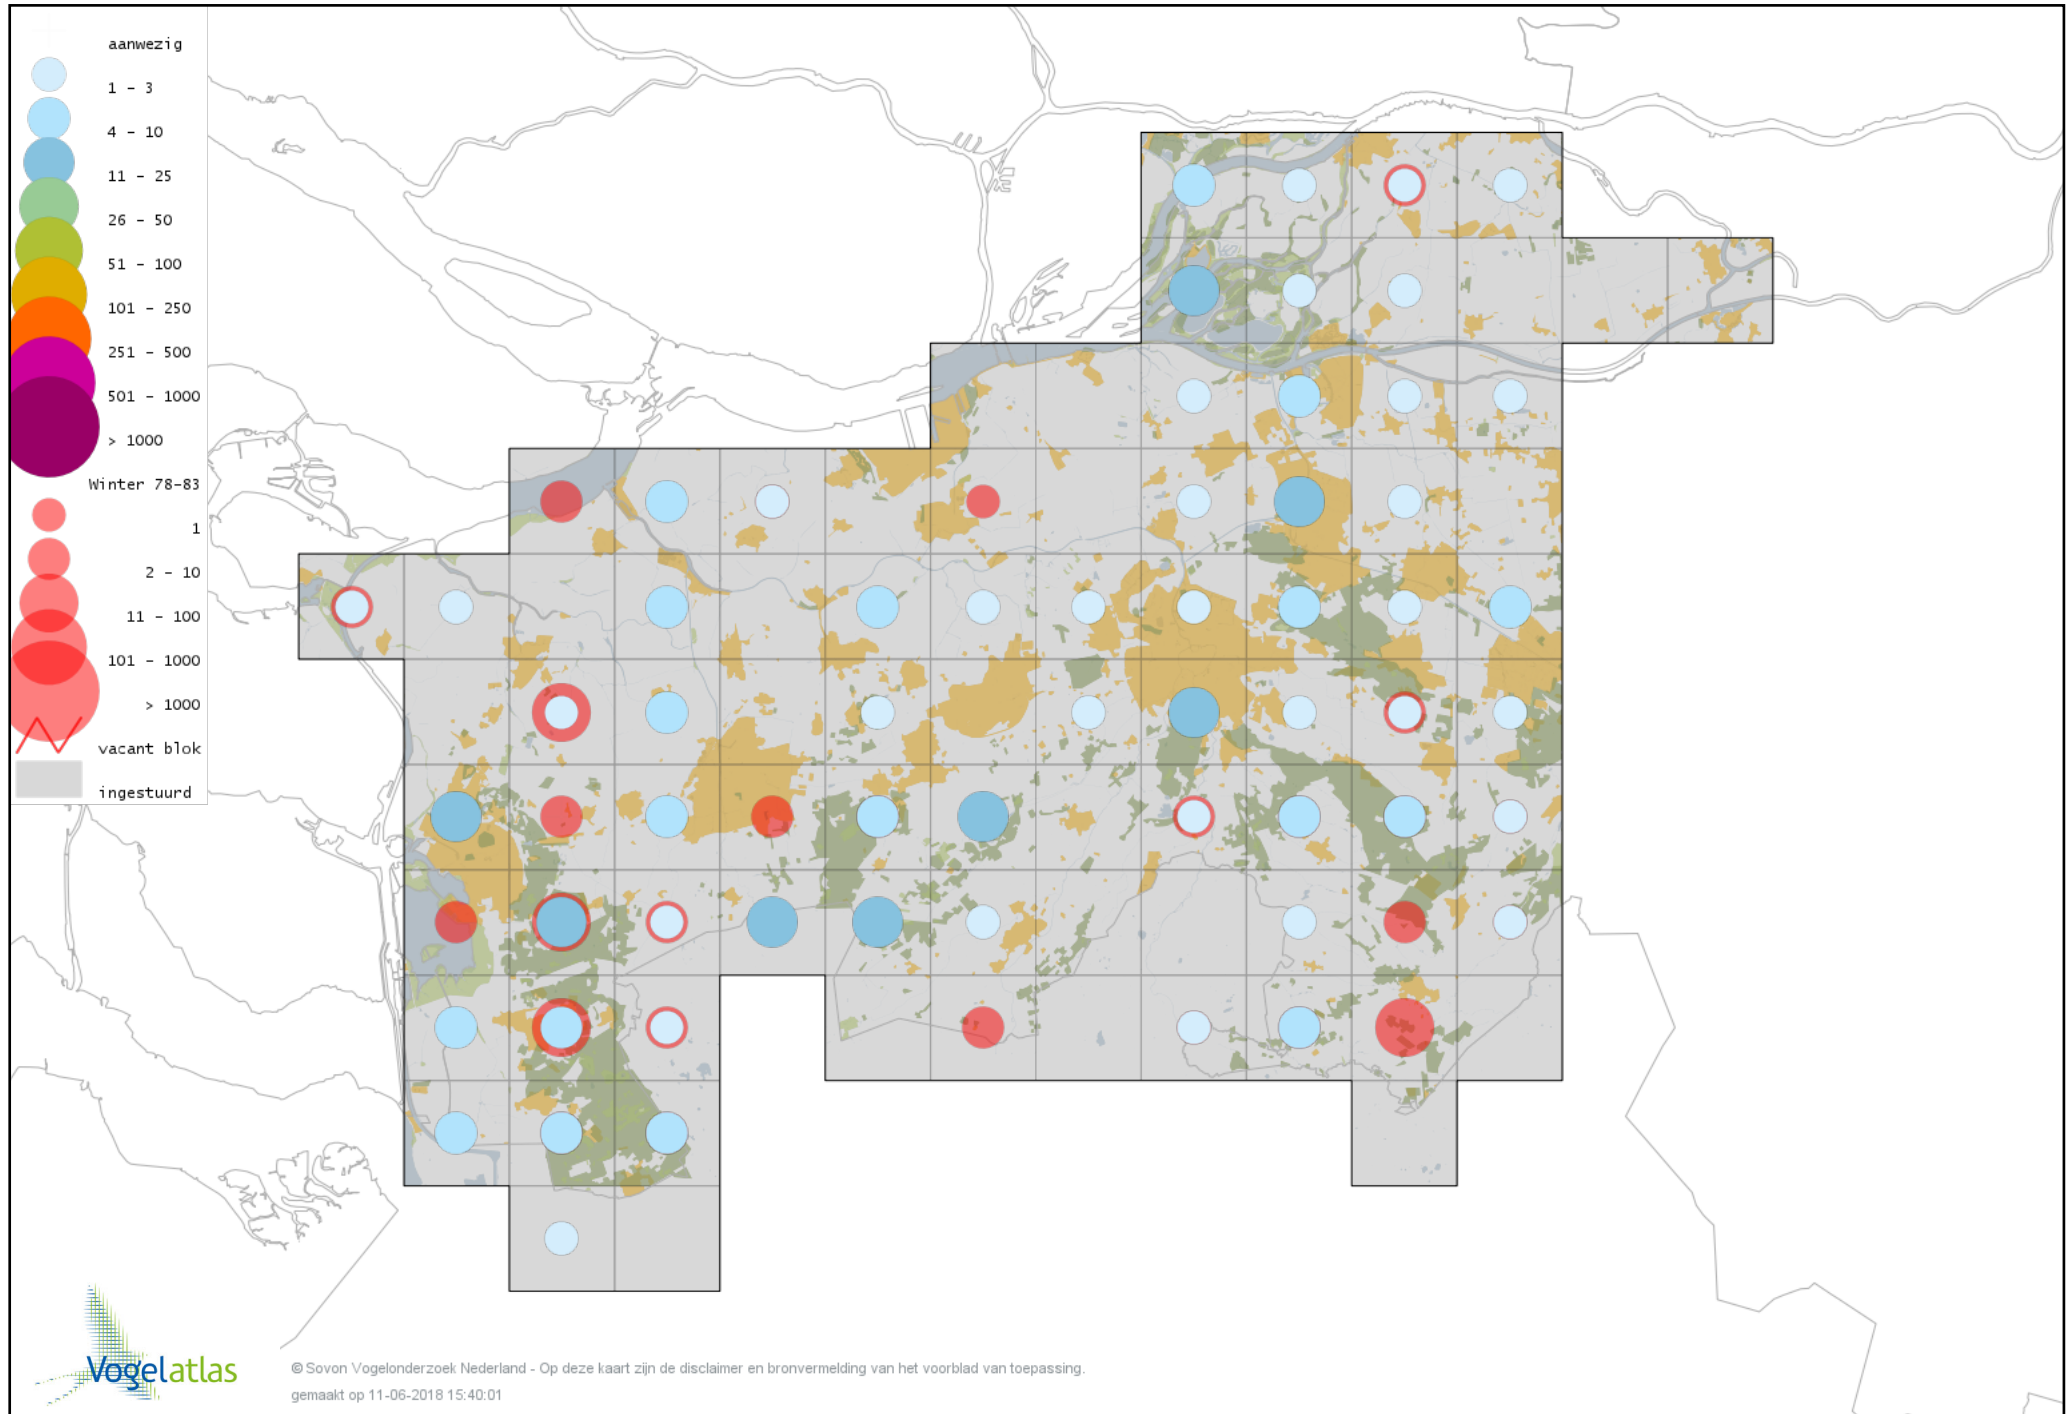 aanwezig
1 - 3
4 - 10
11 - 25
26 - 50
51 - 100
101 - 250
251 - 500
501 - 1000
> 1000
Winter 78-83
1
2 - 10
11 - 100
101 - 1000
> 1000
vacant blok
ingestuurd
Vogelatlas
© Sovon Vogelonderzoek Nederland - Op deze kaart zijn de disclaimer en bronvermelding van het voorblad van toepassing.
gemaakt op 11-06-2018 15:40:01